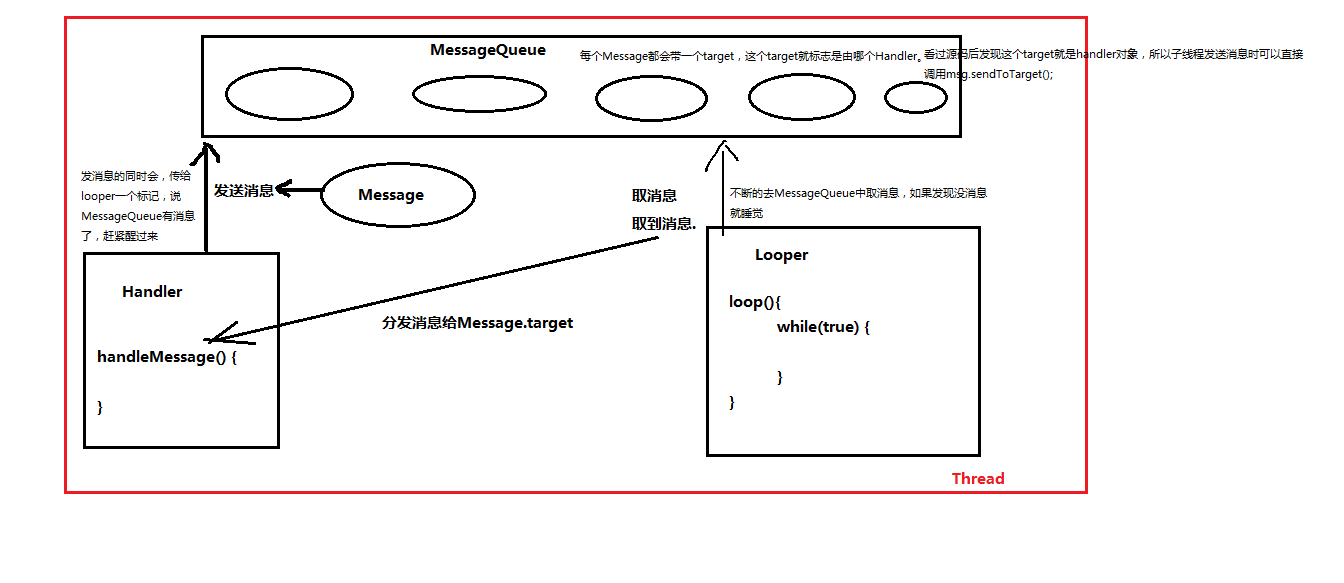 MessageQueue
每个Message都会带一个target，这个target就标志是由哪个Handler。
看过源码后发现这个target就是handler对象，所以子线程发送消息时可以直接
调用msg.sendToTarget();
发消息的同时会，传给
looper一个标记，说
MessageQueue有消息
了，赶紧醒过来
发送消息
Message
取消息
取到消息.
不断的去MessageQueue中取消息，如果发现没消息
就睡觉
Handler
handleMessage() {
}
分发消息给Message.target
Looper
loop(){
while(true) {
}
}
Thread